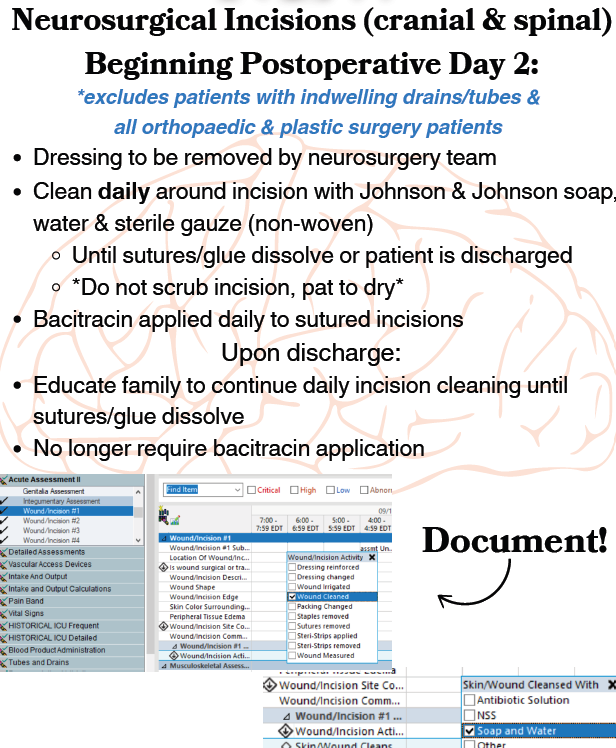 Neurosurgical Incisions (cranial & spinal)
Beginning Postoperative Day 2:
*excludes patients with indwelling drains/tubes &
all orthopaedic & plastic surgery patients
• Dressing to be removed by neurosurgery team
• Clean daily around incision with Johnson & Johnson soap,
water & sterile gauze (non-woven)
◦ Until sutures/glue dissolve or patient is discharged
◦ *Do not scrub incision, pat to dry*
• Bacitracin applied daily to sutured incisions
Upon discharge:
• Educate family to continue daily incision cleaning until
sutures/glue dissolve
• No longer require bacitracin application
Acute Assessment II
Genitalia Assessment
Integumentary Assessment
Wound/Incision #1
Wound/Incision #2
Wound/Incision #3
Wound/Incision #4
Detailed Assessments
Vascular Access Devices
Intake And Output
Intake and Output Calculations
Pain Band
Vital Signs
HISTORICAL ICU Frequent
HISTORICAL ICU Detailed
Blood Product Administration
Tubes and Drains
Find Item Critical High Low Abnorn
09/1
7:00 - 6:00 - 5:00 - 4:00 -
7:59 EDT 6:59 EDT 5:59 EDT 4:59 EDT
Wound/Incision #1
Wound/Incision #1 Sub... assmt Un...
Location Of Wound/Inc...
Is wound surgical or tra...
Wound/Incision Descri...
Wound Shape
Wound/Incision Edge
Skin Color Surrounding...
Peripheral Tissue Edema
Wound/Incision Site Co...
Wound/Incision Comm...
Wound/Incision #1 ...
Wound/Incision Acti...
Musculoskeletal Assess...
Wound/Incision Activity X
Dressing reinforced
Dressing changed
Wound Irrigated
Wound Cleaned
Packing Changed
Staples removed
Sutures removed
Steri-Strips applied
Steri-Strips removed
Wound Measured
Document!
Peripheral Tissue Edema
Wound/Incision Site Co...
Wound/Incision Comm...
Wound/Incision #1 ...
Wound/Incision Acti...
Skin/Wound Cleans...
Skin/Wound Cleansed With X
Antibiotic Solution
NSS
Soap and Water
Other